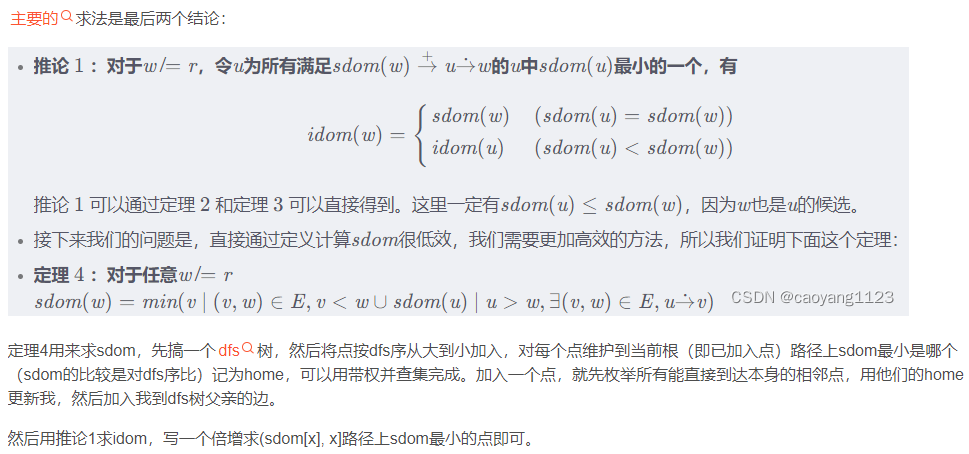 主要的求法是最后两个结论：
• 推论 1 ：对于w/= r，令u为所有满足sdom(w) +→ u→̇w的u中sdom(u)最小的一个，有
idom(w) = { sdom(w) (sdom(u) = sdom(w))
idom(u) (sdom(u) < sdom(w))
推论 1 可以通过定理 2 和定理 3 可以直接得到。这里一定有sdom(u) ≤ sdom(w)，因为w也是u的候选。
• 接下来我们的问题是，直接通过定义计算sdom很低效，我们需要更加高效的方法，所以我们证明下面这个定理：
• 定理 4 ：对于任意w/= r
sdom(w) = min(v | (v, w) ∈ E, v < w ∪ sdom(u) | u > w, ∃(v, w) ∈ E, u→̇v)
CSDN @caoyang1123
定理4用来求sdom，先搞一个dfs树，然后将点按dfs序从大到小加入，对每个点维护到当前根（即已加入点）路径上sdom最小是哪个
（sdom的比较是对dfs序比）记为home，可以用带权并查集完成。加入一个点，就先枚举所有能直接到达本身的相邻点，用他们的home
更新我，然后加入我到dfs树父亲的边。
然后用推论1求idom，写一个倍增求(sdom[x], x]路径上sdom最小的点即可。